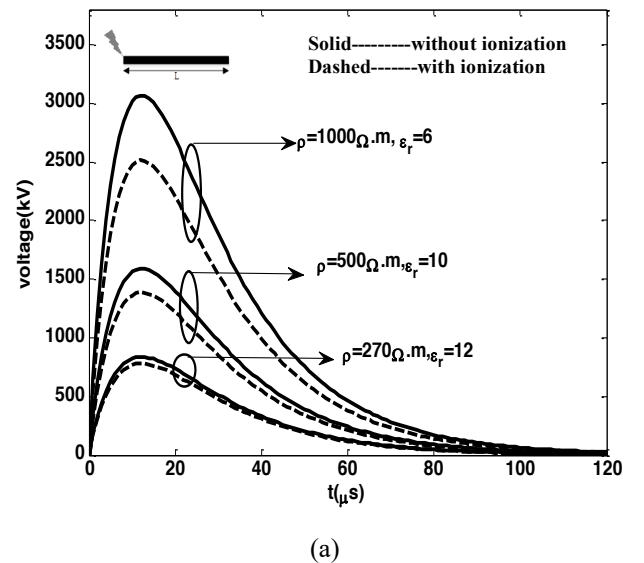 3500
3000
2500
2000
1500
1000
500
0
voltage(kV)
L
Solid---------without ionization
Dashed-------with ionization
ρ=1000Ω.m, εr=6
ρ=500Ω.m,εr=10
ρ=270Ω.m,εr=12
0 20 40 60 80 100 120
t(μs)
(a)